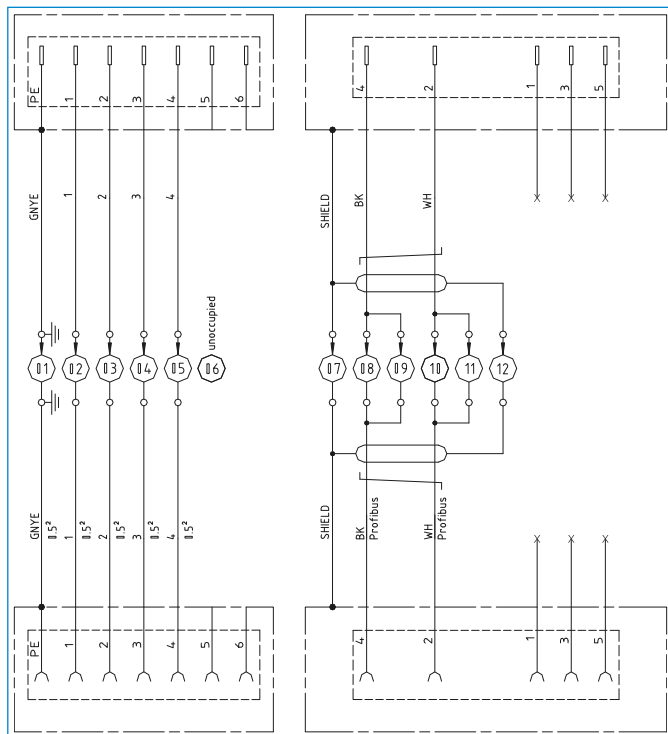 PE 1 2 3 4 5 6
4 2 1 3 5
GNYE 1 2 3 4
SHIELD BK WH
unoccupied
01 02 03 04 05 06
07 08 09 10 11 12
GNYE 1 2 3 4
0.5² 0.5² 0.5² 0.5² 0.5²
SHIELD BK WH
Profibus Profibus
PE 1 2 3 4 5 6
4 2 1 3 5